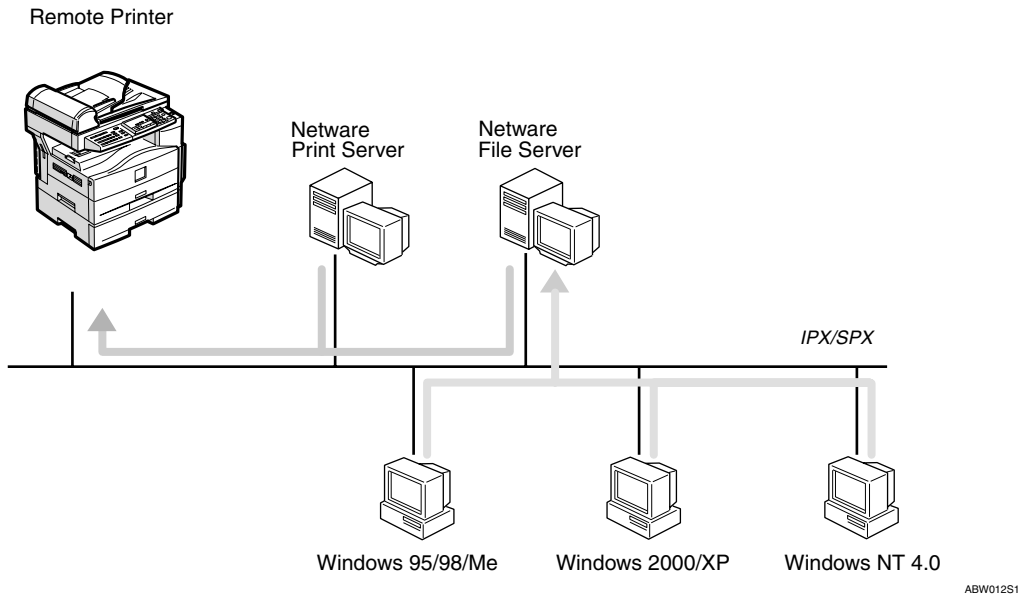 Remote Printer
Netware
Print Server
Netware
File Server
IPX/SPX
Windows 95/98/Me
Windows 2000/XP
Windows NT 4.0
ABW012S1